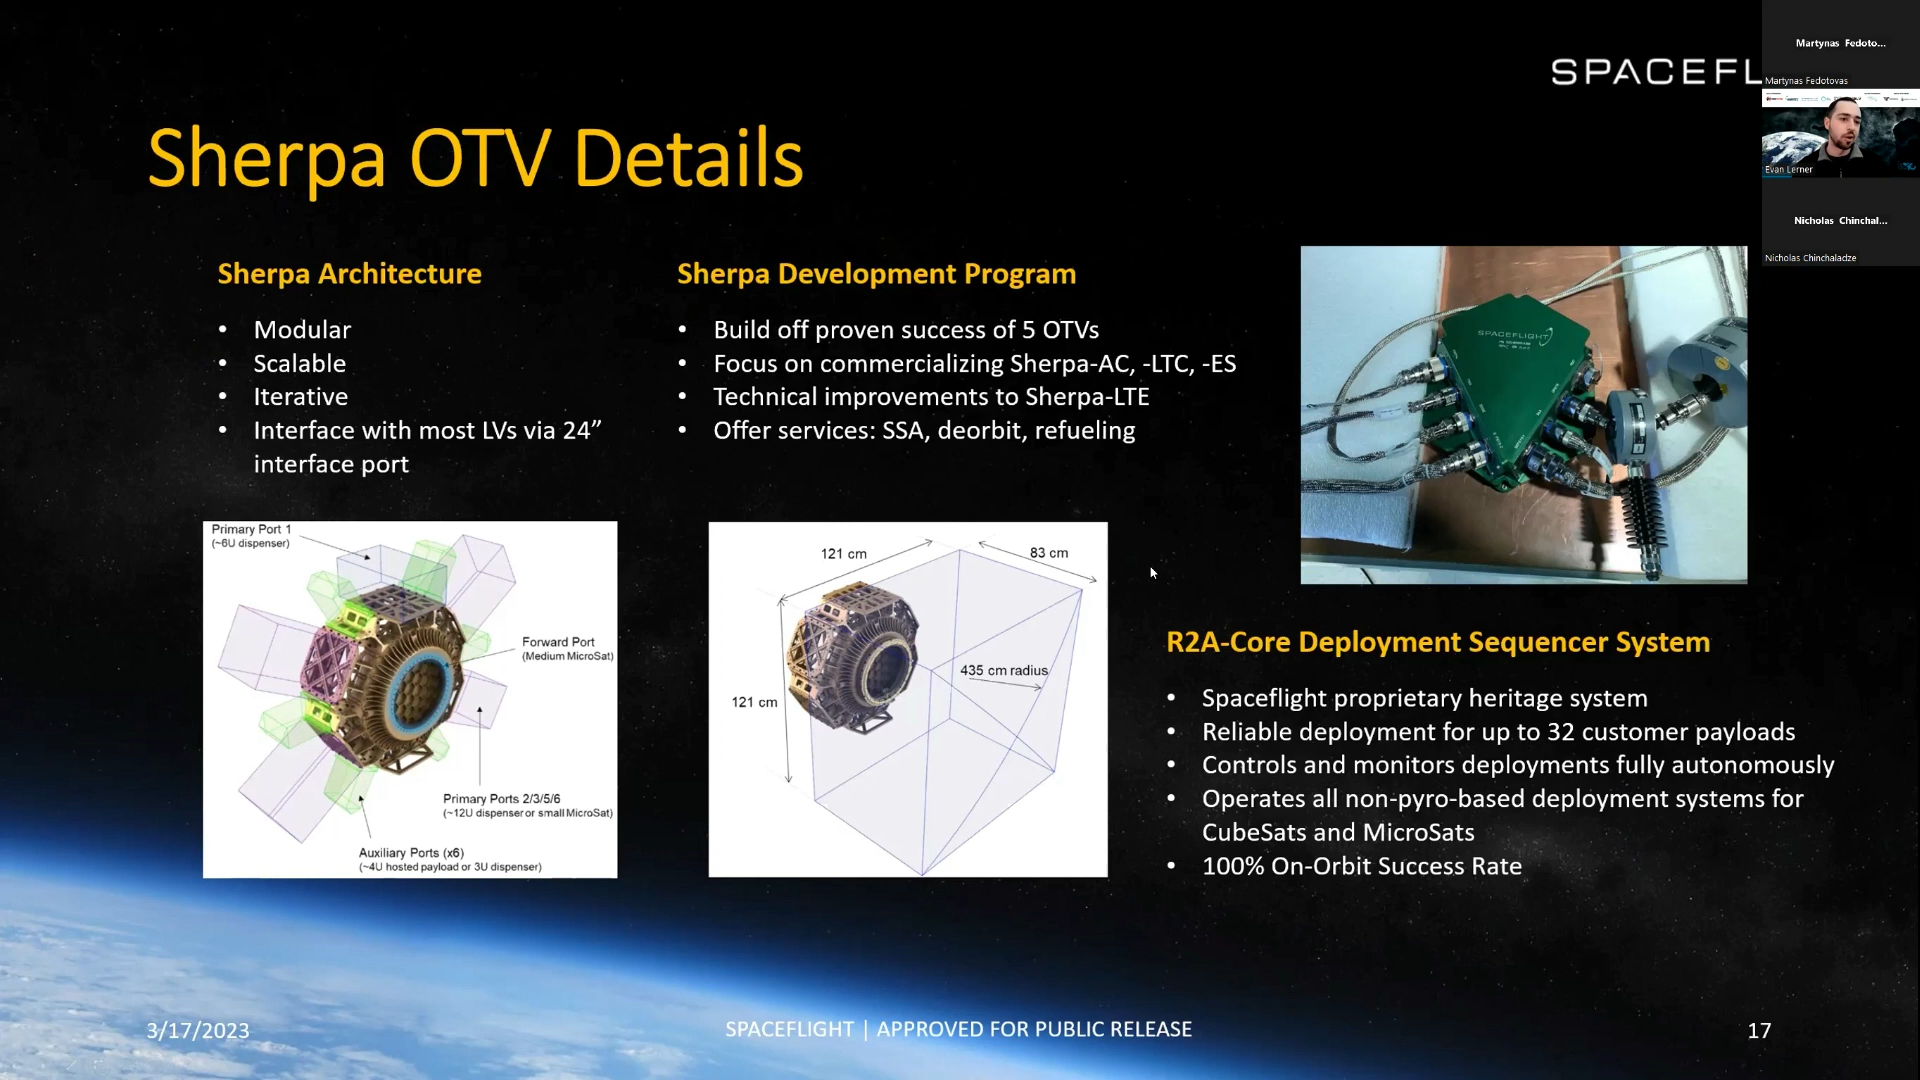 SPACEFL
Martynas Fedoto...
Martynas Fedotovas
Evan Lerner
Nicholas Chinchal...
Nicholas Chinchaladze
Sherpa OTV Details
Sherpa Architecture
• Modular
• Scalable
• Iterative
• Interface with most LVs via 24”
interface port
Sherpa Development Program
• Build off proven success of 5 OTVs
• Focus on commercializing Sherpa-AC, -LTC, -ES
• Technical improvements to Sherpa-LTE
• Offer services: SSA, deorbit, refueling
SPACEFLIGHT
Primary Port 1
(~6U dispenser)
Forward Port
(Medium MicroSat)
Primary Ports 2/3/5/6
(~12U dispenser or small MicroSat)
Auxiliary Ports (x6)
(~4U hosted payload or 3U dispenser)
121 cm
83 cm
435 cm radius
121 cm
R2A-Core Deployment Sequencer System
• Spaceflight proprietary heritage system
• Reliable deployment for up to 32 customer payloads
• Controls and monitors deployments fully autonomously
• Operates all non-pyro-based deployment systems for
CubeSats and MicroSats
• 100% On-Orbit Success Rate
3/17/2023
SPACEFLIGHT | APPROVED FOR PUBLIC RELEASE
17